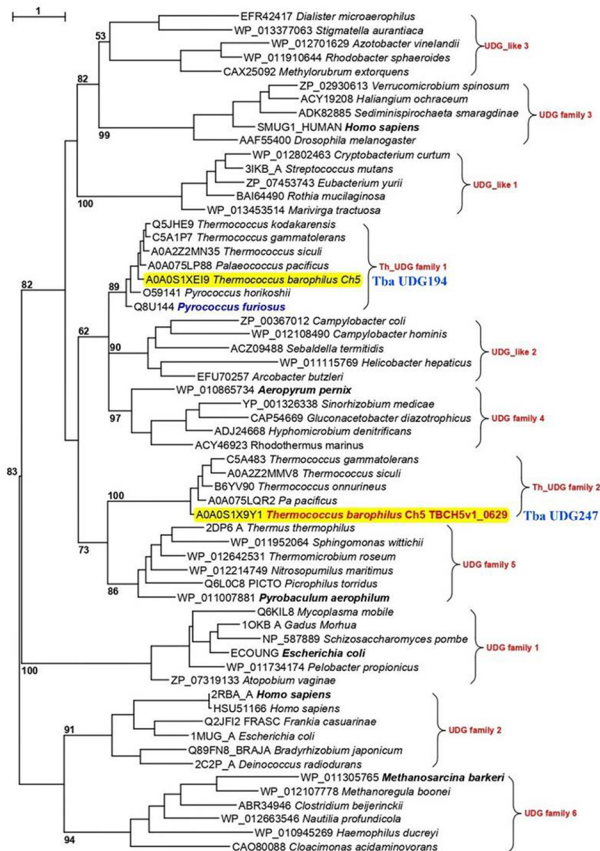 1
EFR42417 Dialister microaerophilus
WP_013377063 Stigmatella aurantiaca
53
WP_012701629 Azotobacter vinelandii
UDG_like 3
WP_011910644 Rhodobacter sphaeroides
CAX25092 Methylorubrum extorquens
82
ZP_02930613 Verrucomicrobium spinosum
ACY19208 Haliangium ochraceum
ADK82885 Sediminispirochaeta smaragdinae
UDG family 3
SMUG1_HUMAN Homo sapiens
99
AAF55400 Drosophila melanogaster
WP_012802463 Cryptobacterium curtum
3IKB_A Streptococcus mutans
ZP_07453743 Eubacterium yurii
UDG_like 1
BAI64490 Rothia mucilaginosa
100
WP_013453514 Marivirga tractuosa
Q5JHE9 Thermococcus kodakarensis
C5A1P7 Thermococcus gammatolerans
A0A2Z2MN35 Thermococcus siculi
A0A075LP88 Palaeococcus pacificus
Th_UDG family 1
A0A0S1XEI9 Thermococcus barophilus Ch5
Tba UDG194
82
89
O59141 Pyrococcus horikoshii
Q8U144 Pyrococcus furiosus
ZP_00367012 Campylobacter coli
62
WP_012108490 Campylobacter hominis
90
ACZ09488 Sebaldella termitidis
UDG_like 2
WP_011115769 Helicobacter hepaticus
EFU70257 Arcobacter butzleri
WP_010865734 Aeropyrum pernix
YP_001326338 Sinorhizobium medicae
97
CAP54669 Gluconacetobacter diazotrophicus
UDG family 4
ADJ24668 Hyphomicrobium denitrificans
ACY46923 Rhodothermus marinus
C5A483 Thermococcus gammatolerans
83
A0A2Z2MMV8 Thermococcus siculi
B6YV90 Thermococcus onnurineus
Th_UDG family 2
100
A0A075LQR2 Pa pacificus
A0A0S1X9Y1 Thermococcus barophilus Ch5 TBCH5v1_0629
Tba UDG247
2DP6 A Thermus thermophilus
WP_011952064 Sphingomonas wittichii
73
WP_012642531 Thermomicrobium roseum
UDG family 5
WP_012214749 Nitrosopumilus maritimus
Q6L0C8 PICTO Picrophilus torridus
86
WP_011007881 Pyrobaculum aerophilum
Q6KIL8 Mycoplasma mobile
1OKB A Gadus Morhua
NP_587889 Schizosaccharomyces pombe
UDG family 1
ECOUNG Escherichia coli
100
WP_011734174 Pelobacter propionicus
ZP_07319133 Atopobium vaginae
2RBA_A Homo sapiens
HSU51166 Homo sapiens
91
Q2JFI2 FRASC Frankia casuarinae
UDG family 2
1MUG_A Escherichia coli
Q89FN8_BRAJA Bradyrhizobium japonicum
2C2P_A Deinococcus radiodurans
WP_011305765 Methanosarcina barkeri
WP_012107778 Methanoregula boonei
ABR34946 Clostridium beijerinckii
UDG family 6
WP_012663546 Nautilia profundicola
94
WP_010945269 Haemophilus ducreyi
CAO80088 Cloacimonas acidaminovorans